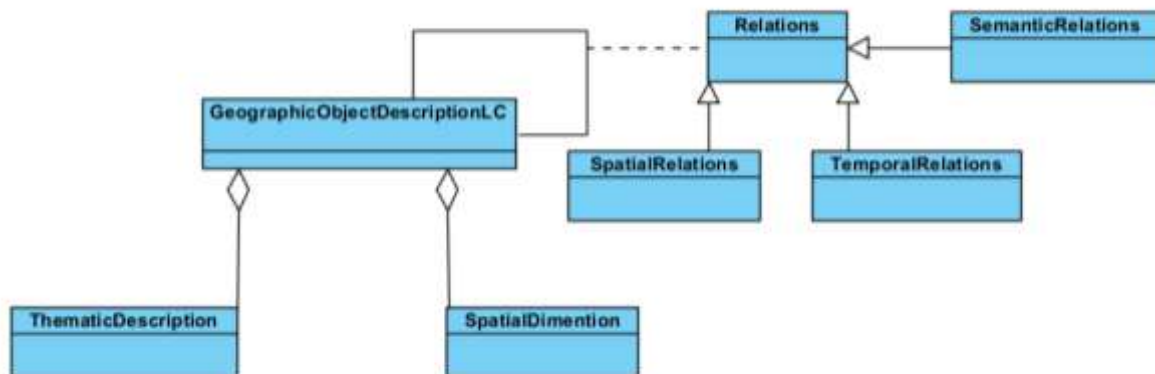 Relations
SemanticRelations
GeographicObjectDescriptionLC
SpatialRelations
TemporalRelations
ThematicDescription
SpatialDimention